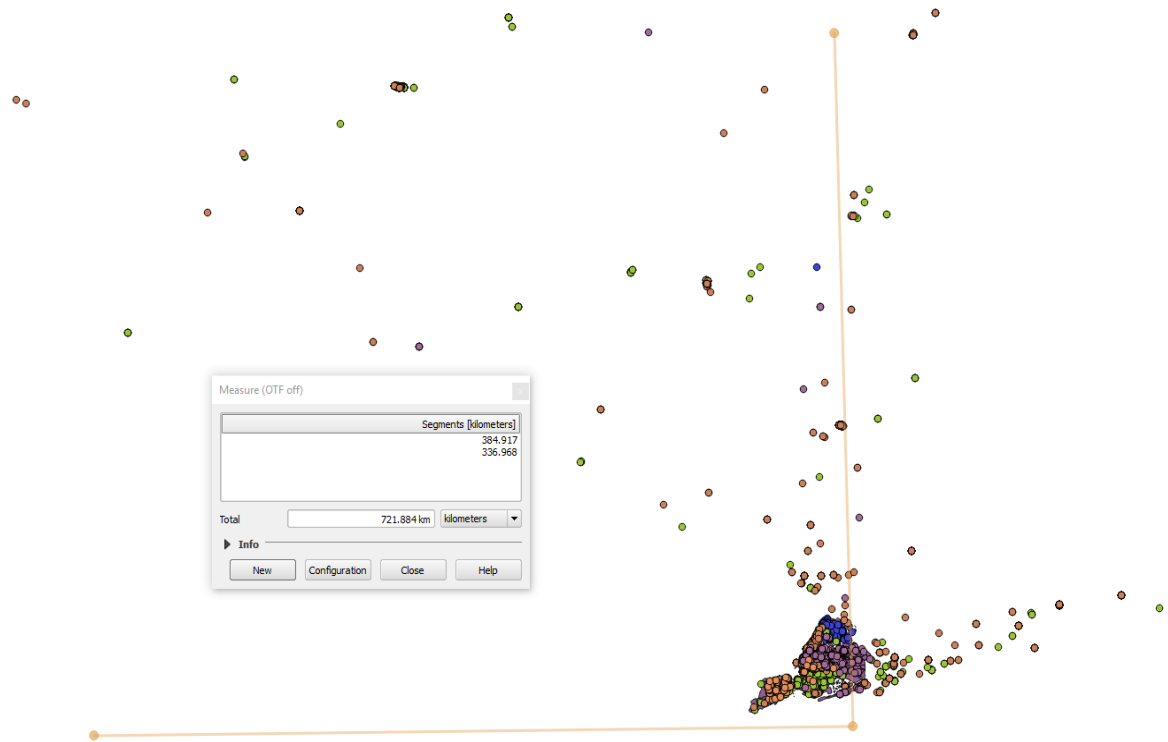 Measure (OTF off)
Segments [kilometers]
384.917
336.968
Total 721.884 km kilometers
Info
New Configuration Close Help